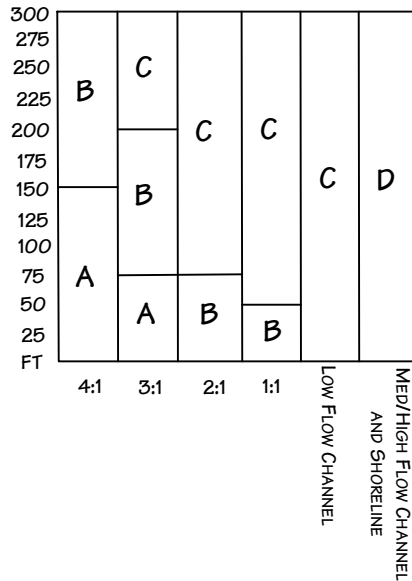 300
275
250
225
200
175
150
125
100
75
50
25
FT
B
A
C
B
A
C
B
C
B
C
D
4:1
3:1
2:1
1:1
LOW FLOW CHANNEL
MED/HIGH FLOW CHANNEL
AND SHORELINE